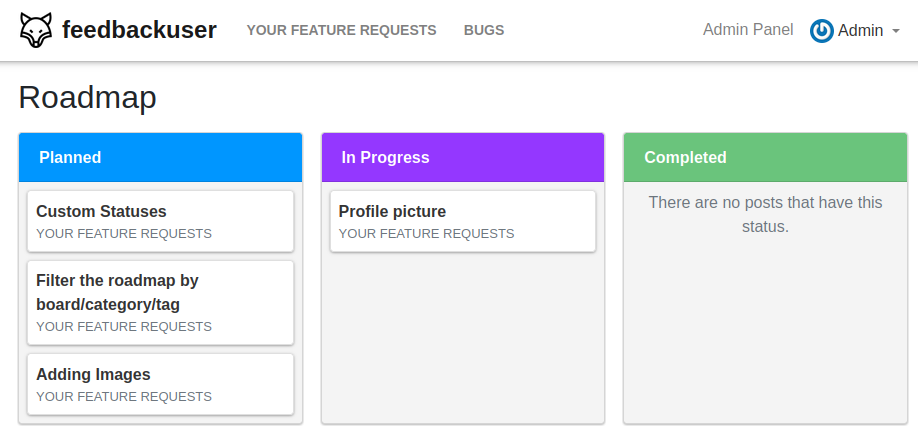 feedbackuser YOUR FEATURE REQUESTS BUGS Admin Panel Admin
Roadmap
Planned
Custom Statuses
YOUR FEATURE REQUESTS
Filter the roadmap by
board/category/tag
YOUR FEATURE REQUESTS
Adding Images
YOUR FEATURE REQUESTS
In Progress
Profile picture
YOUR FEATURE REQUESTS
Completed
There are no posts that have this
status.